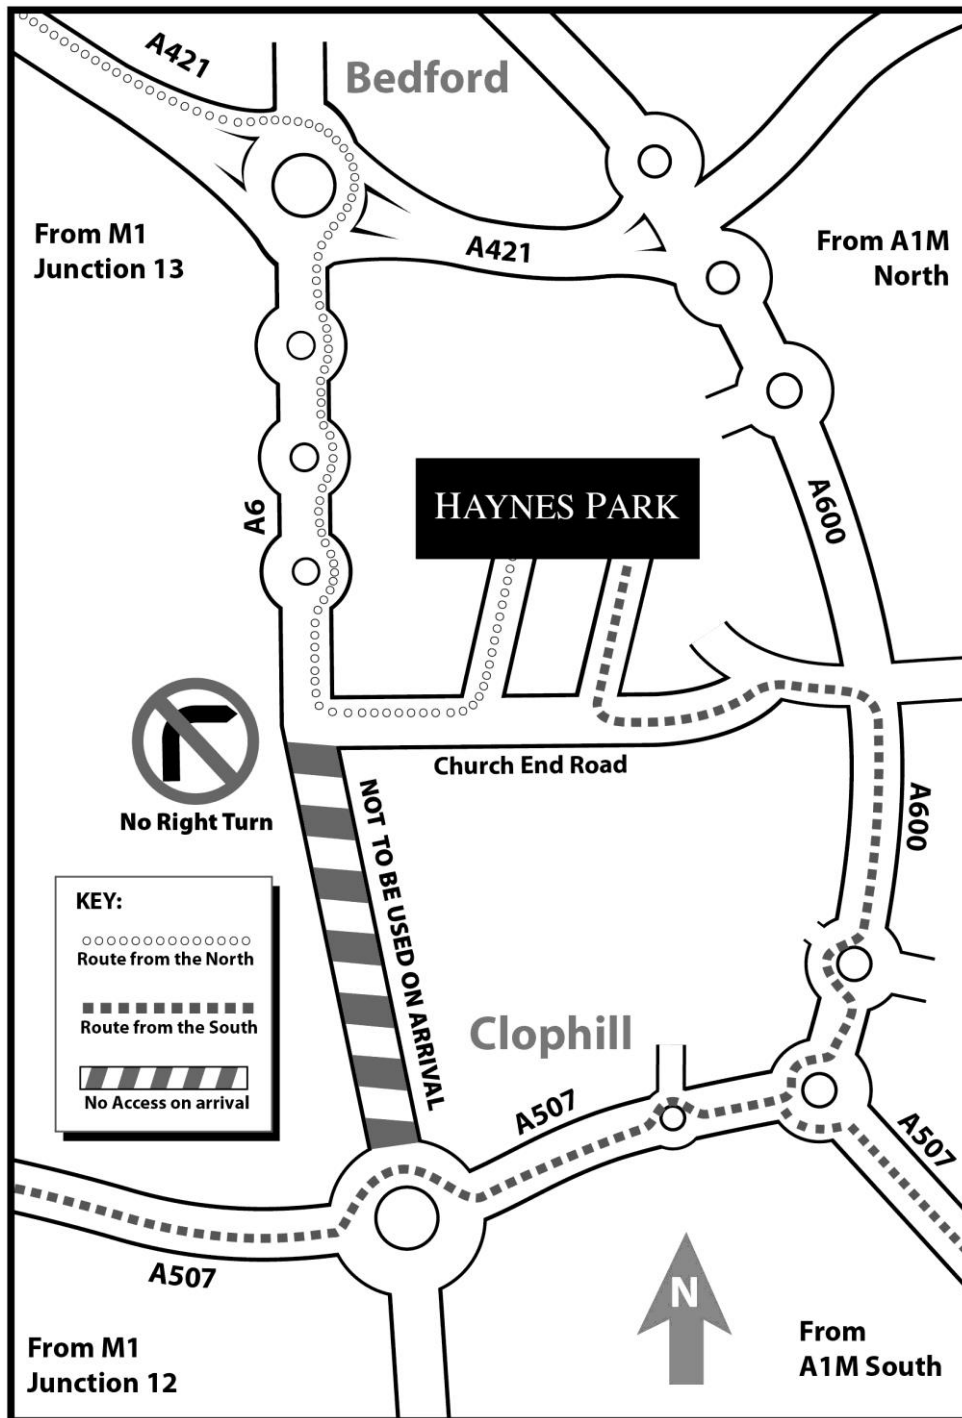 A421
Bedford
From M1
Junction 13
A421
From A1M
North
A6
HAYNES PARK
A600
Church End Road
No Right Turn
NOT TO BE USED ON ARRIVAL
A600
KEY:
Route from the North
Route from the South
No Access on arrival
Clophill
A507
A507
A507
N
From M1
Junction 12
From
A1M South